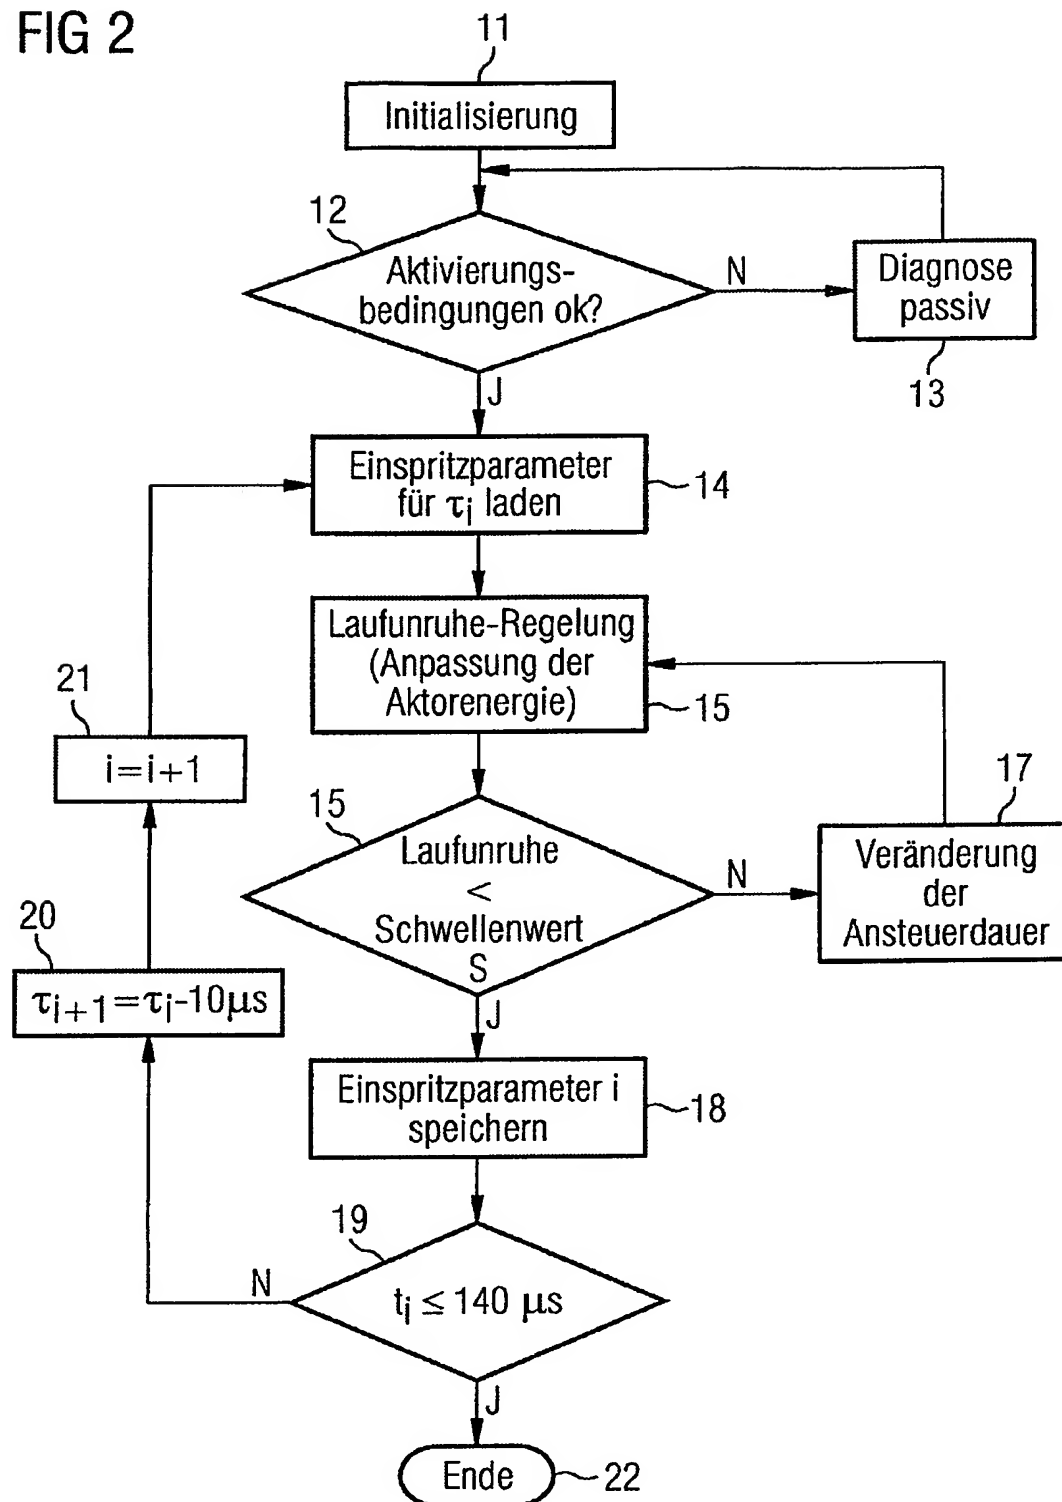 FIG 2
11
Initialisierung
12
Aktivierungs-
bedingungen ok?
N
Diagnose
passiv
13
J
Einspritzparameter
für τi laden
14
Laufunruhe-Regelung
(Anpassung der
Aktorenergie)
15
21
i=i+1
15
Laufunruhe
<
Schwellenwert
S
N
17
Veränderung
der
Ansteuerdauer
20
τi+1=τi-10μs
J
Einspritzparameter i
speichern
18
19
N
ti ≤ 140 μs
J
Ende
22